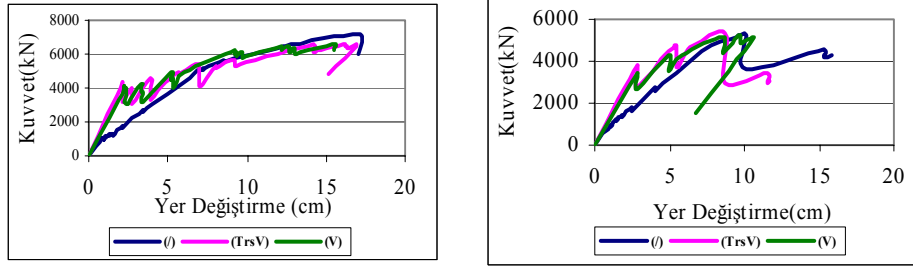 8000
6000
4000
2000
0
Kuvvet(kN)
0 5 10 15 20
Yer Değiştirme (cm)
(/) (TrsV) (V)
6000
4000
2000
0
Kuvvet(kN)
0 5 10 15 20
Yer Değiştirme(cm)
(/) (TrsV) (V)